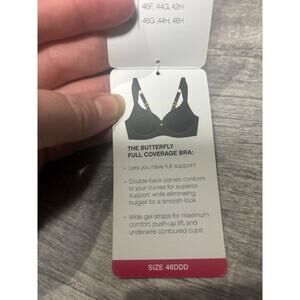 46F, 44G, 42H
46G ,44H, 46H
THE BUTTERFLY
FULL COVERAGE BRA:
- Lets you have full support
- Double-back panels conform
to your curves for superior
support, while eliminating
bulges for a smooth look.
- Wide gel straps for maximum
comfort, push-up lift, and
underwire contoured cups.
SIZE 46DDD